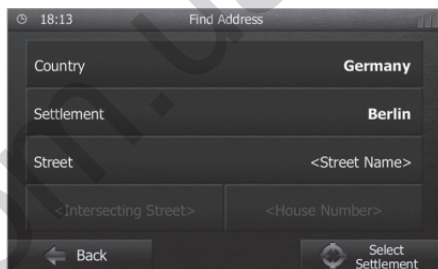 18:13 Find Address
Country Germany
Settlement Berlin
Street <Street Name>
<Intersecting Street> <House Number>
Back Select
Settlement